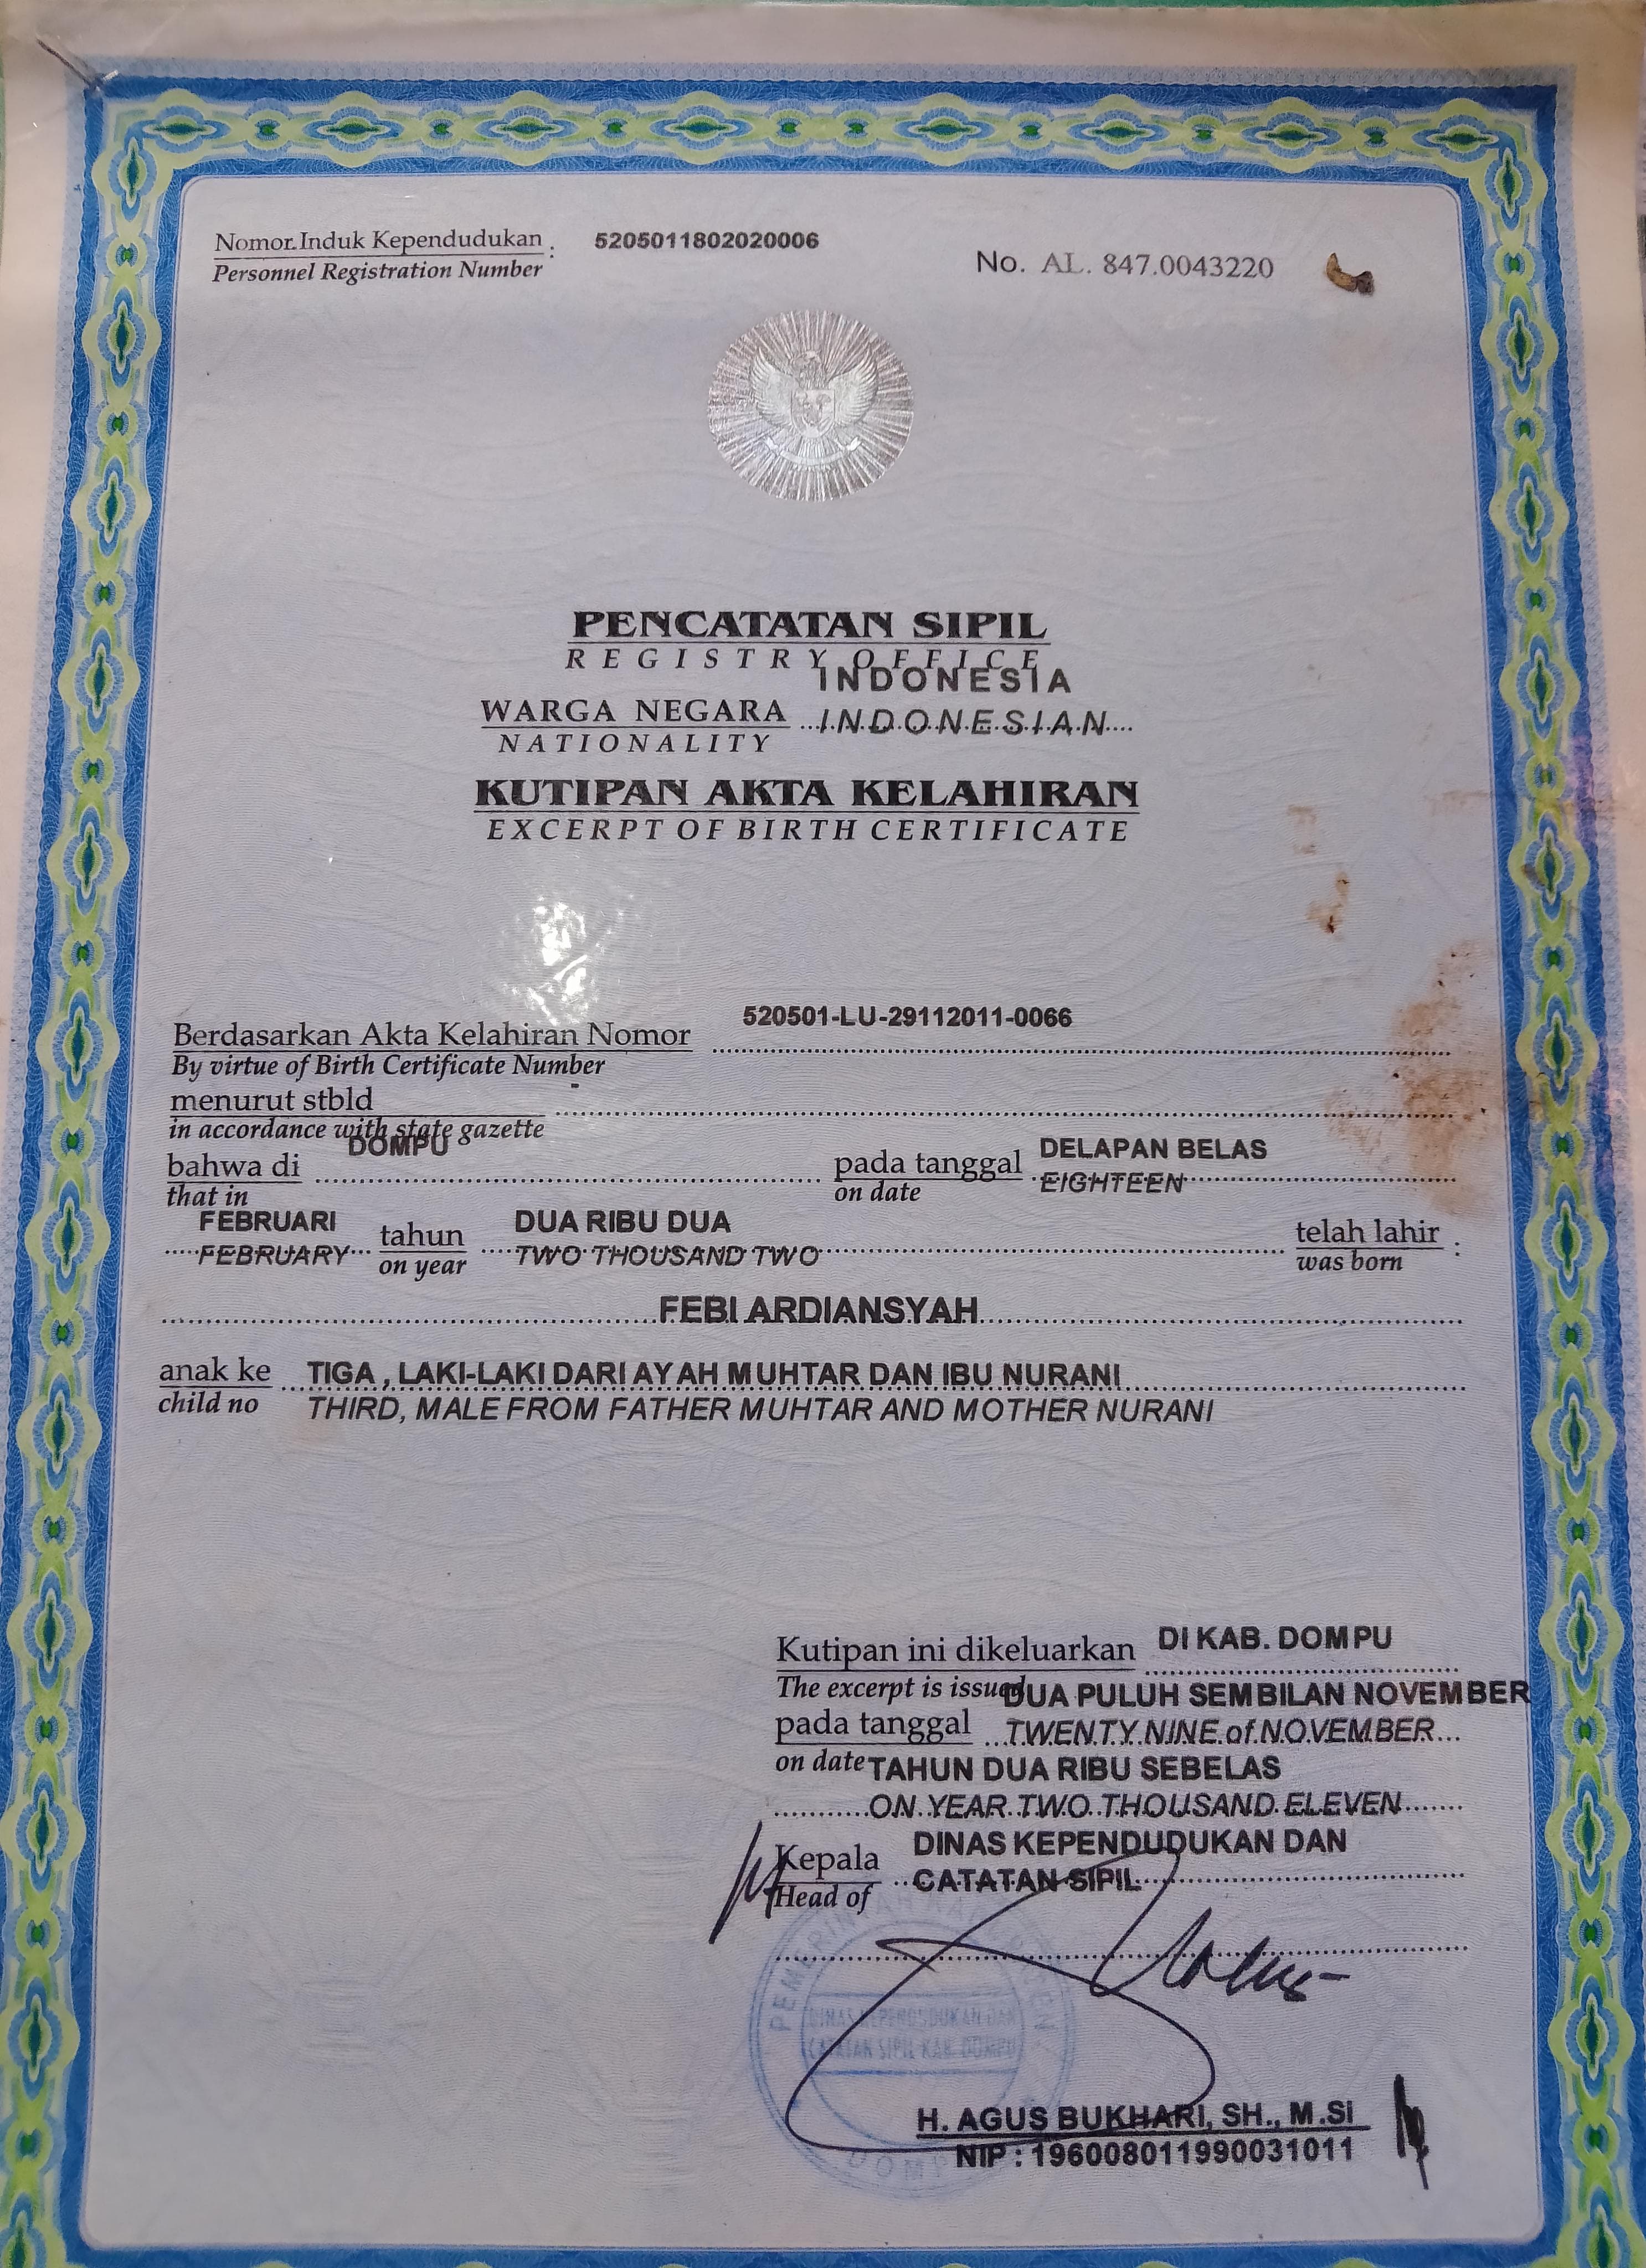 Nomor Induk Kependudukan : 5205011802020006
Personnel Registration Number
No. AL. 847.0043220
PENCATATAN SIPIL
REGISTRY OFFICE
INDONESIA
WARGA NEGARA INDONESIAN
NATIONALITY
KUTIPAN AKTA KELAHIRAN
EXCERPT OF BIRTH CERTIFICATE
520501-LU-29112011-0066
Berdasarkan Akta Kelahiran Nomor
By virtue of Birth Certificate Number
menurut stbld -
in accordance with state gazette
DOMPU DELAPAN BELAS
bahwa di pada tanggal EIGHTEEN
that in on date
FEBRUARI tahun DUA RIBU DUA telah lahir :
FEBRUARY on year TWO THOUSAND TWO was born
FEBI ARDIANSYAH
anak ke TIGA , LAKI-LAKI DARI AYAH MUHTAR DAN IBU NURANI
child no THIRD, MALE FROM FATHER MUHTAR AND MOTHER NURANI
Kutipan ini dikeluarkan DI KAB. DOMPU
The excerpt is issued DUA PULUH SEMBILAN NOVEMBER
pada tanggal TWENTY NINE of NOVEMBER
on date TAHUN DUA RIBU SEBELAS
ON YEAR TWO THOUSAND ELEVEN
Kepala DINAS KEPENDUDUKAN DAN
Head of CATATAN SIPIL
DINAS KEPENDUDUKAN DAN
CATATAN SIPIL KAB. DOMPU
DOMPU
H. AGUS BUKHARI, SH., M.SI
NIP : 196008011990031011